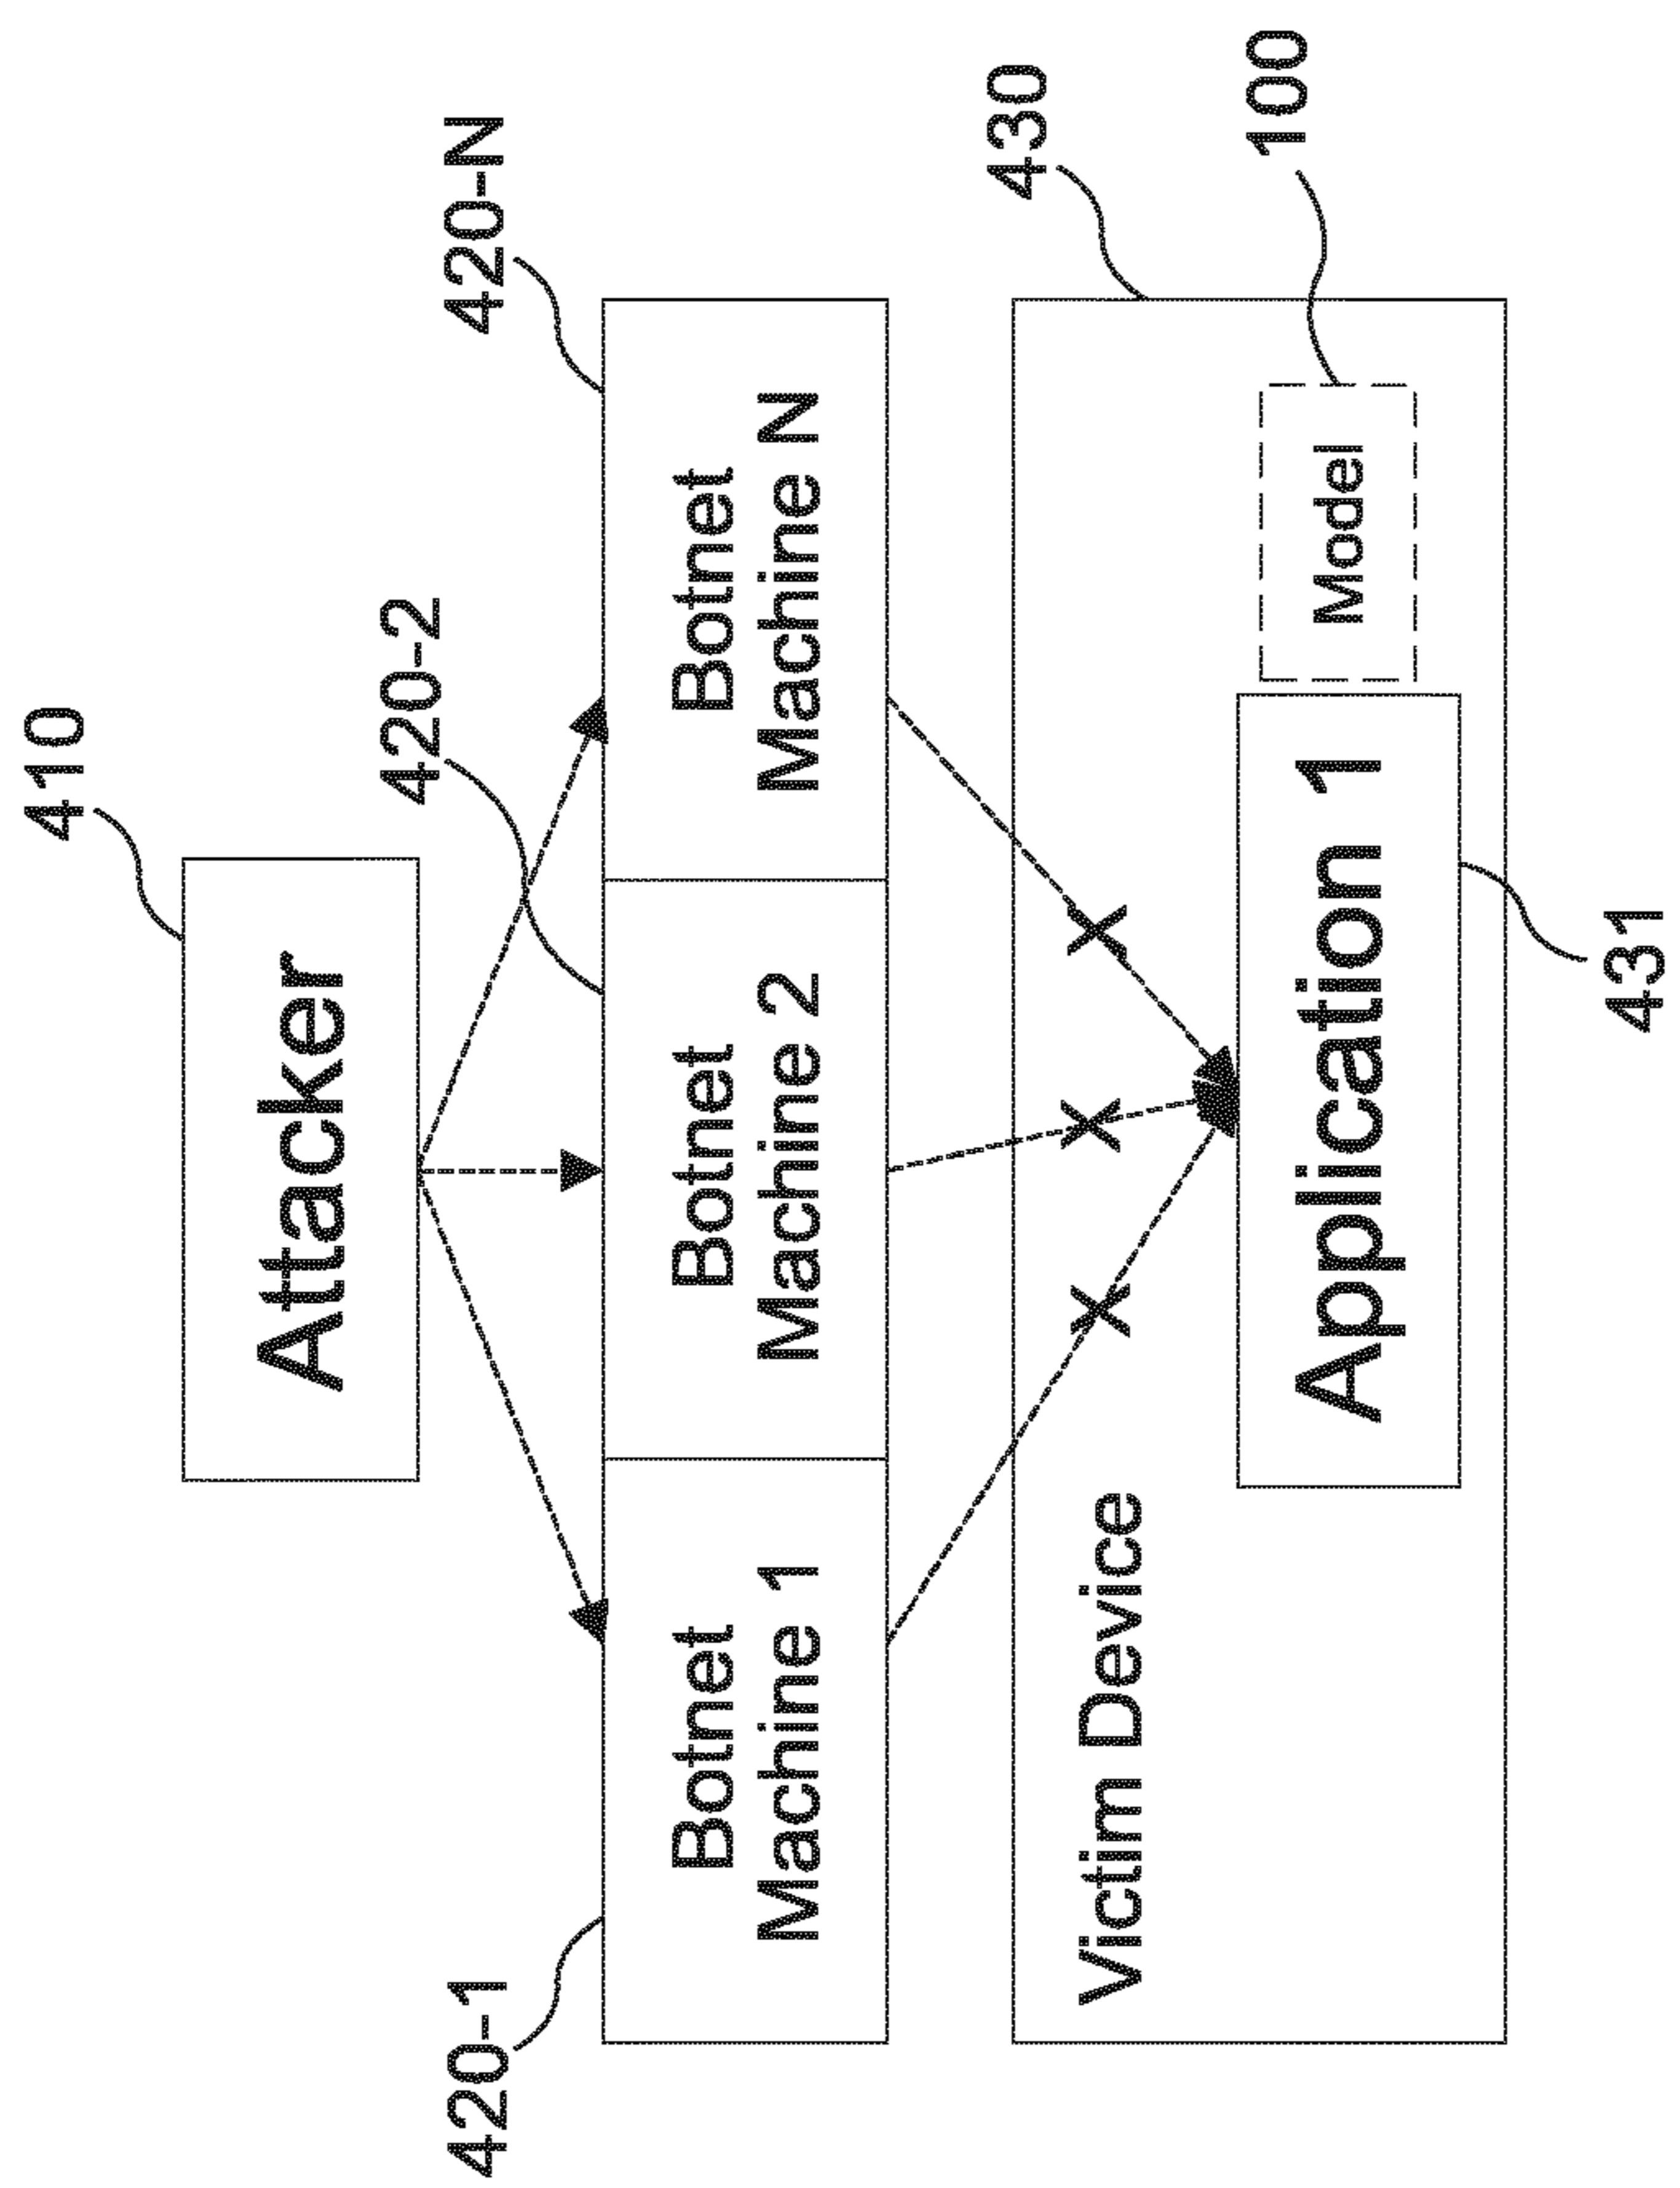 410
Attacker
420-1
420-2
420-N
Botnet
Machine 1
Botnet
Machine 2
Botnet
Machine N
430
Victim Device
100
Application 1
Model
431